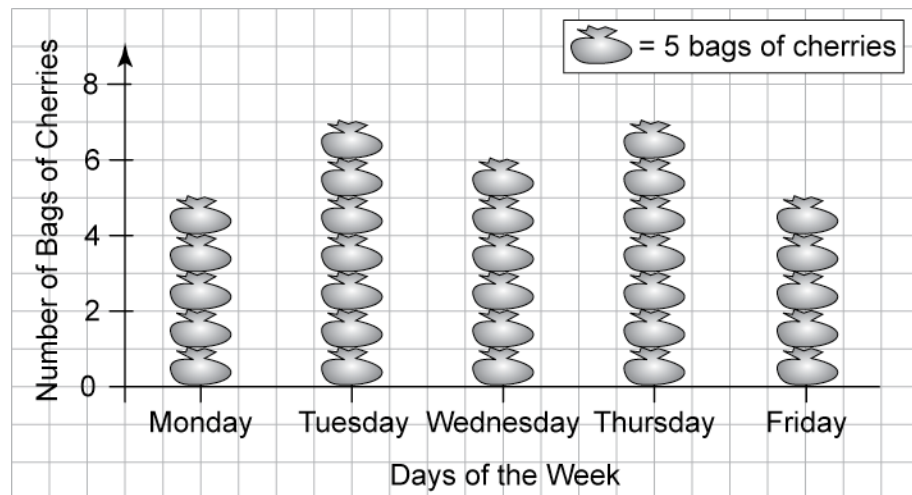 = 5 bags of cherries
Number of Bags of Cherries
8
6
4
2
0
Monday Tuesday Wednesday Thursday Friday
Days of the Week